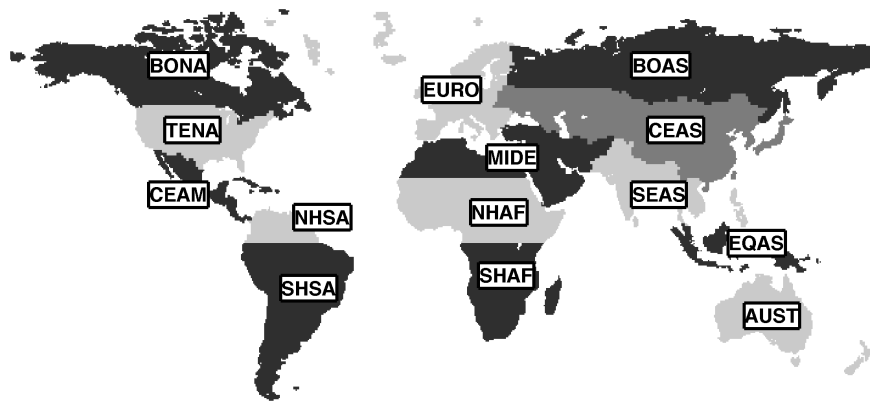 BONA
BOAS
EURO
TENA
CEAS
MIDE
CEAM
SEAS
NHSA
NHAF
EQAS
SHAF
SHSA
AUST